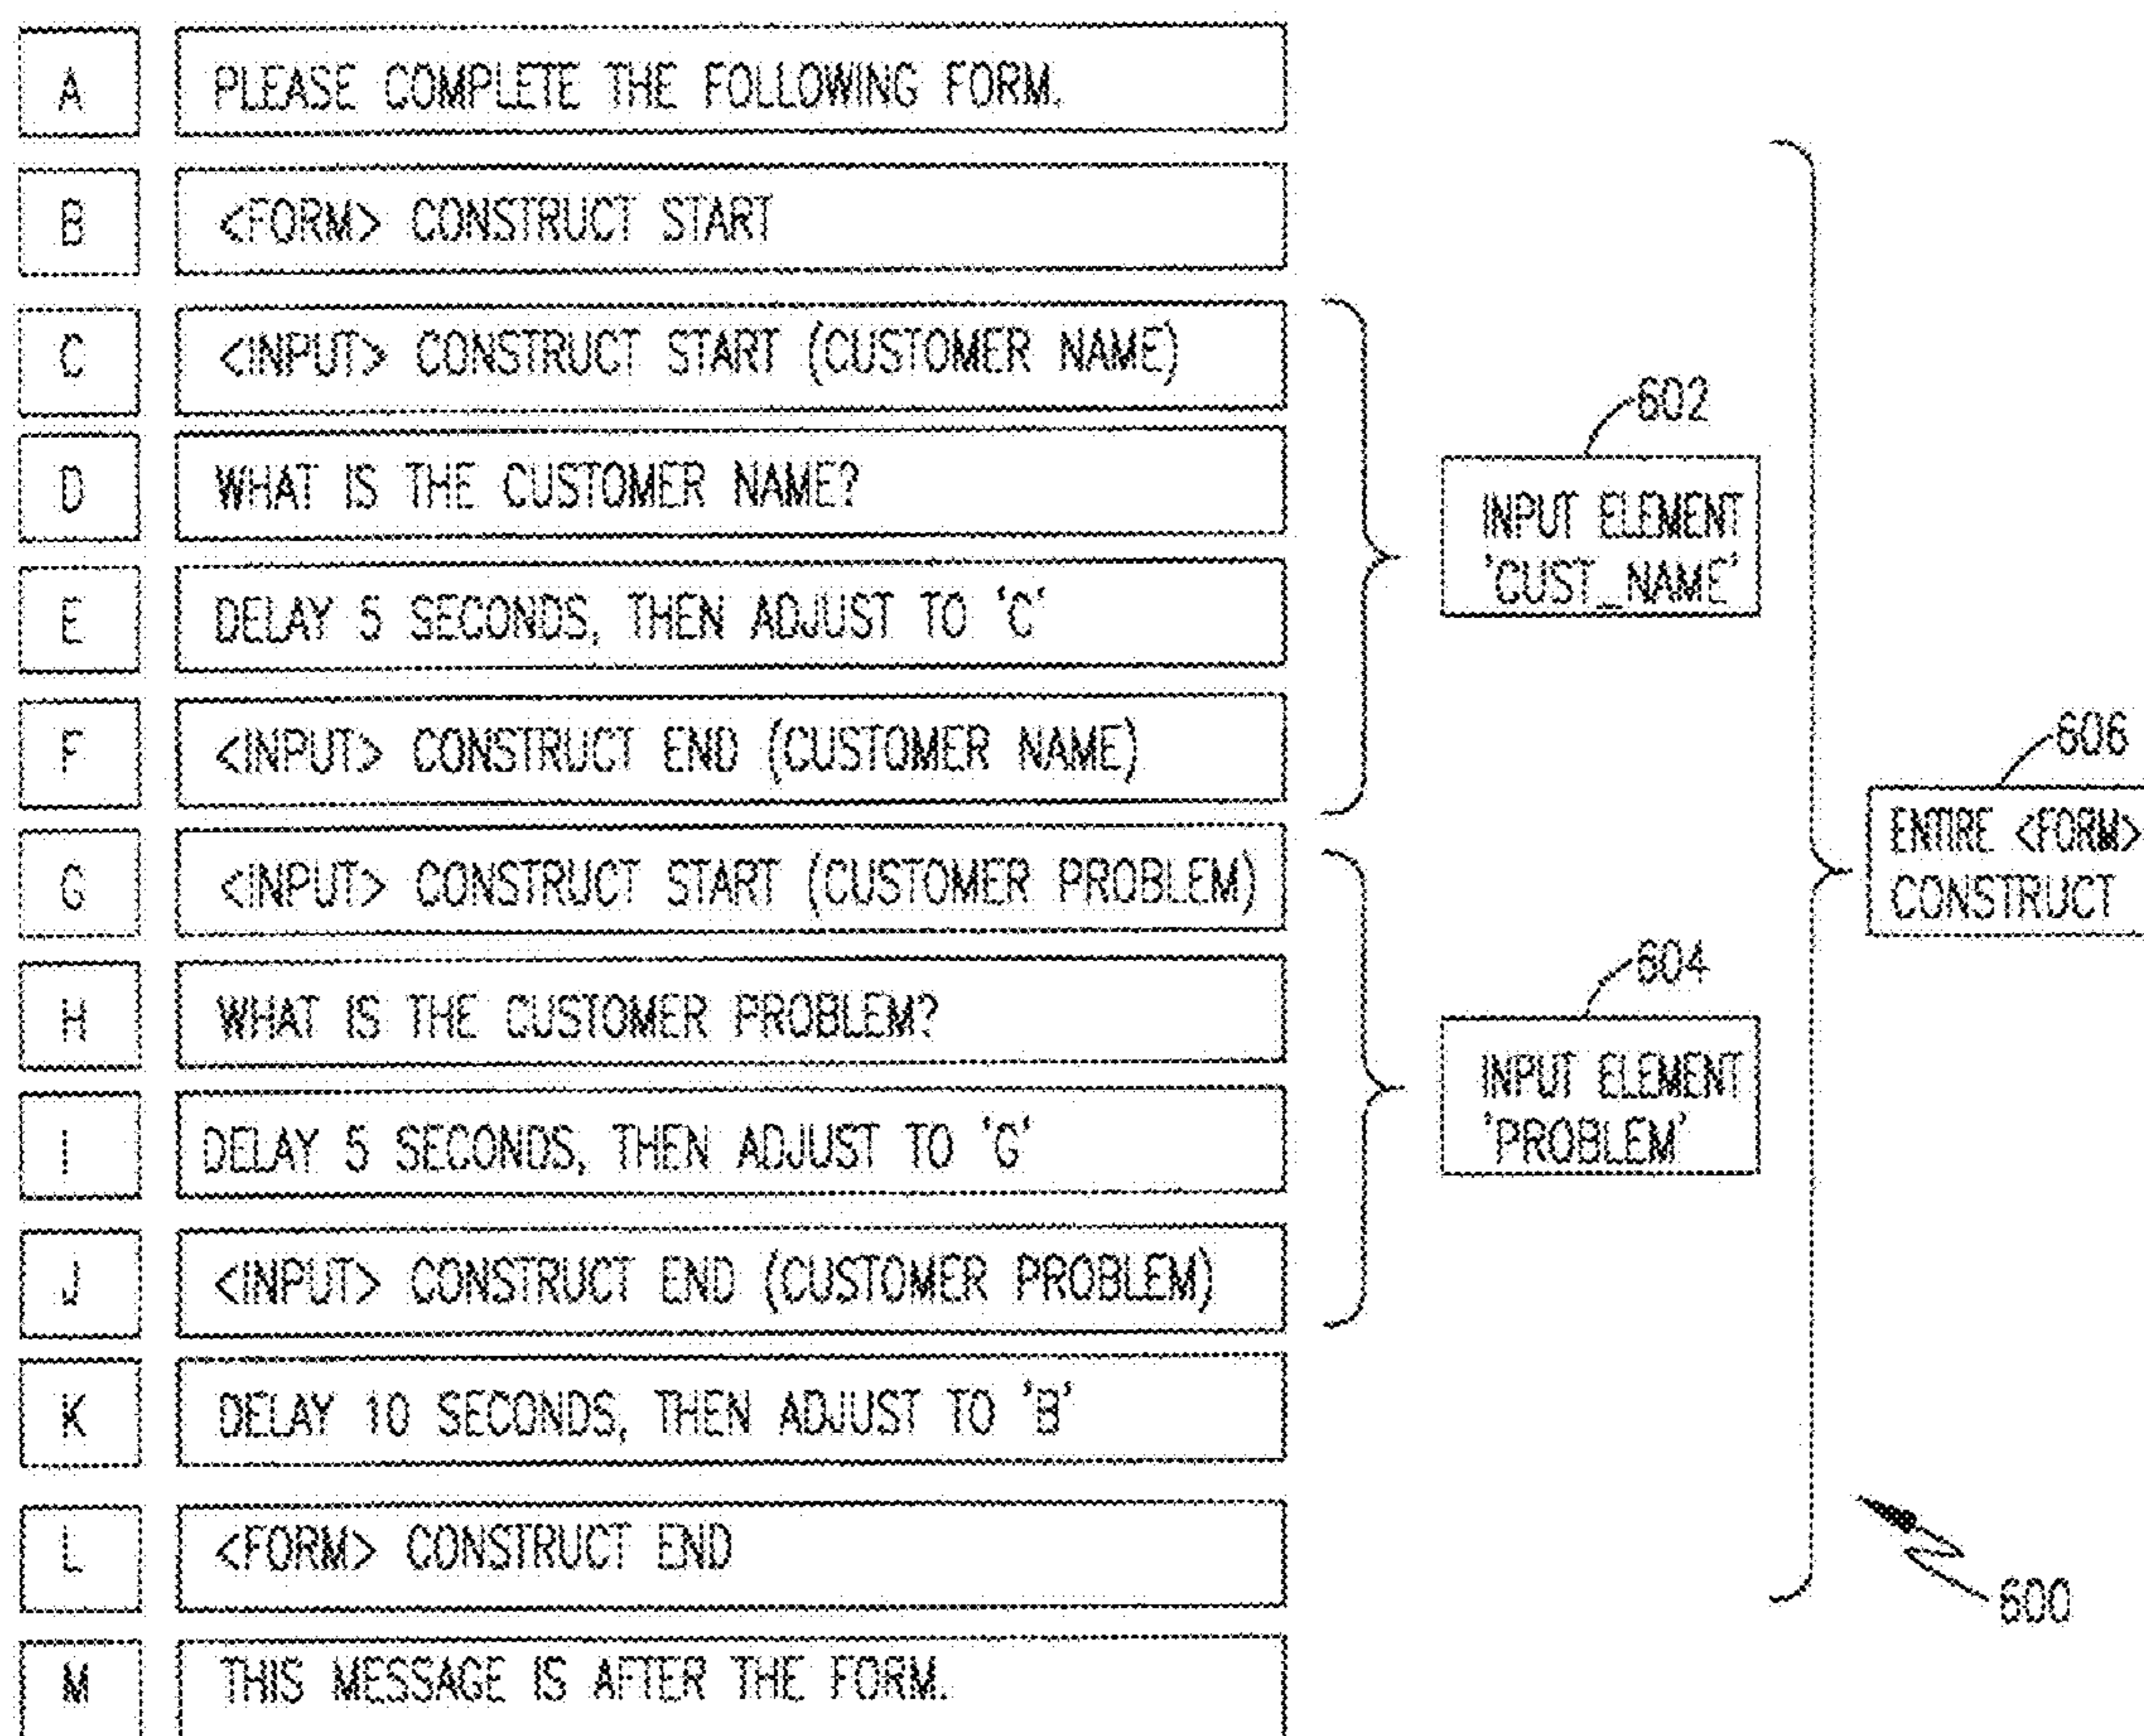 A PLEASE COMPLETE THE FOLLOWING FORM.
B <FORM> CONSTRUCT START
C <INPUT> CONSTRUCT START (CUSTOMER NAME)
D WHAT IS THE CUSTOMER NAME?
E DELAY 5 SECONDS, THEN ADJUST TO 'C'
F <INPUT> CONSTRUCT END (CUSTOMER NAME)
G <INPUT> CONSTRUCT START (CUSTOMER PROBLEM)
H WHAT IS THE CUSTOMER PROBLEM?
I DELAY 5 SECONDS, THEN ADJUST TO 'G'
J <INPUT> CONSTRUCT END (CUSTOMER PROBLEM)
K DELAY 10 SECONDS, THEN ADJUST TO 'B'
L <FORM> CONSTRUCT END
M THIS MESSAGE IS AFTER THE FORM.
602
INPUT ELEMENT
'CUST_NAME'
604
INPUT ELEMENT
'PROBLEM'
606
ENTIRE <FORM>
CONSTRUCT
600